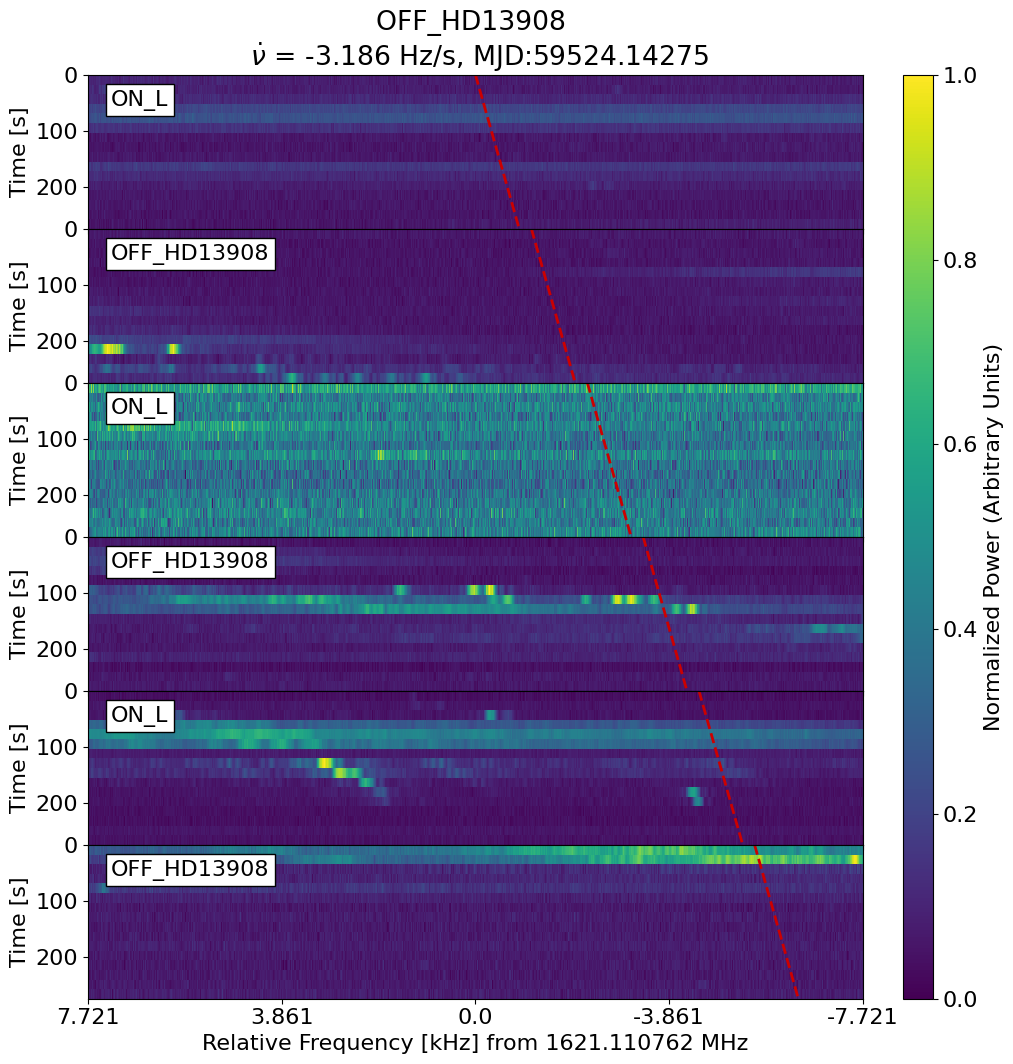 OFF_HD13908
ν̇ = -3.186 Hz/s, MJD:59524.14275
ON_L
OFF_HD13908
ON_L
OFF_HD13908
ON_L
OFF_HD13908
Time [s]
0
100
200
Time [s]
0
100
200
Time [s]
0
100
200
Time [s]
0
100
200
Time [s]
0
100
200
Time [s]
0
100
200
7.721 3.861 0.0 -3.861 -7.721
Relative Frequency [kHz] from 1621.110762 MHz
1.0
0.8
0.6
0.4
0.2
0.0
Normalized Power (Arbitrary Units)